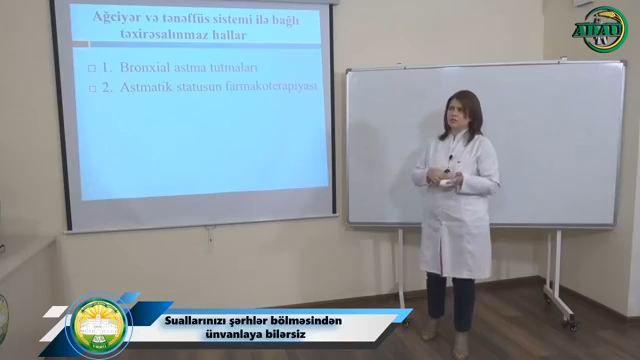 Ağciyər və tənəffüs sistemi ilə bağlı
təxirəsalınmaz hallar
1. Bronxial astma tutmaları
2. Astmatik statusun farmakoterapiyası
ADAU
TV
Suallarınızı şərhlər bölməsindən
ünvanlaya bilərsiz